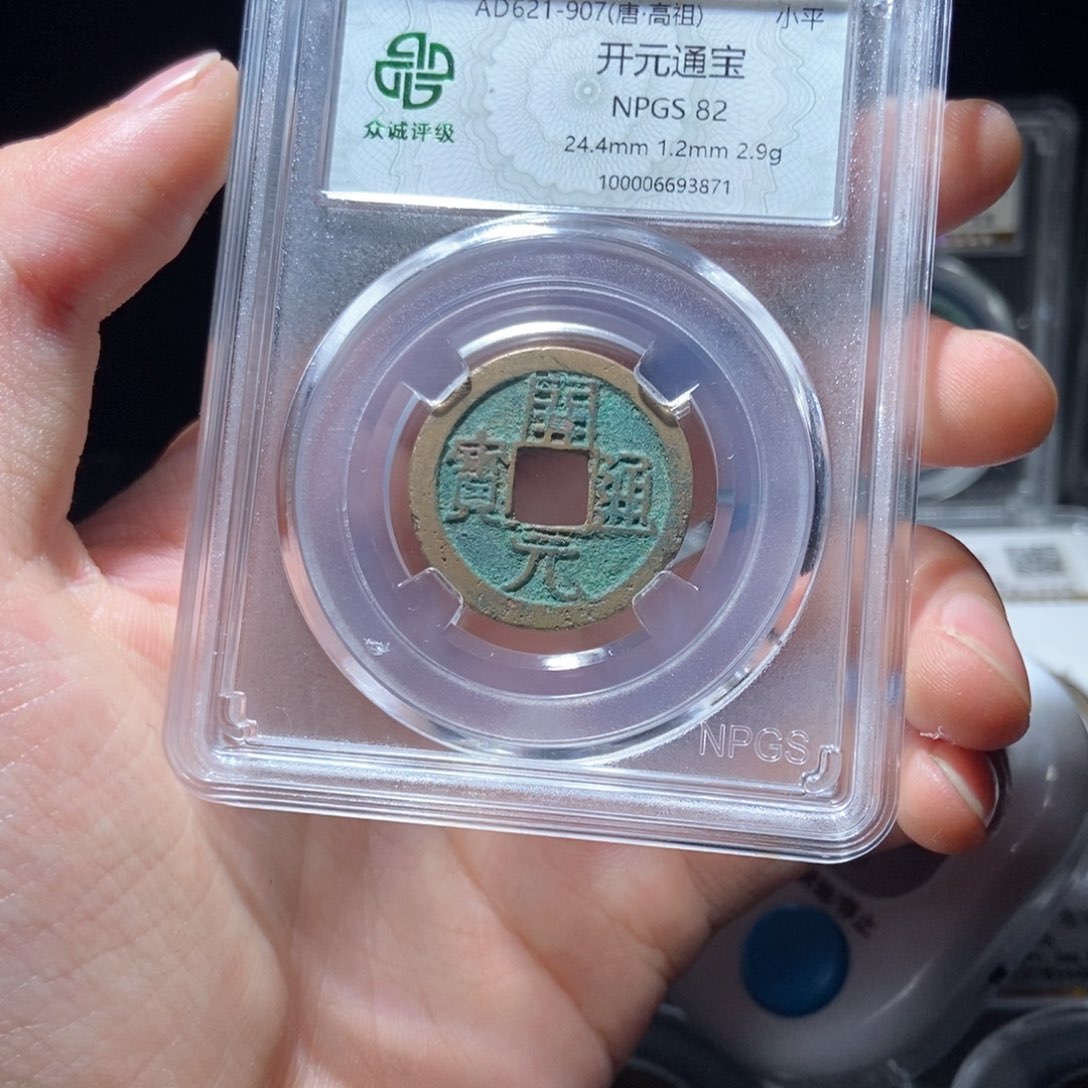 AD621-907(唐·高祖) 小平
开元通宝
NPGS 82
24.4mm 1.2mm 2.9g
100006693871
众诚评级
開
寶 通
元
NPGS